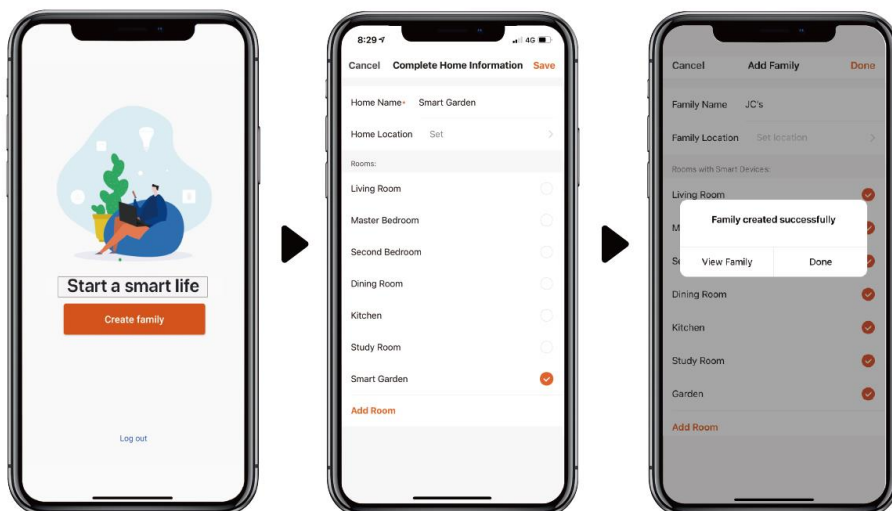 Start a smart life
Create family
Log out
8:29
4G
Cancel Complete Home Information Save
Home Name* Smart Garden
Home Location Set
Rooms:
Living Room
Master Bedroom
Second Bedroom
Dining Room
Kitchen
Study Room
Smart Garden
Add Room
Cancel Add Family Done
Family Name JC's
Family Location Set location
Rooms with Smart Devices:
Living Room
M
Family created successfully
Se
View Family Done
Dining Room
Kitchen
Study Room
Garden
Add Room